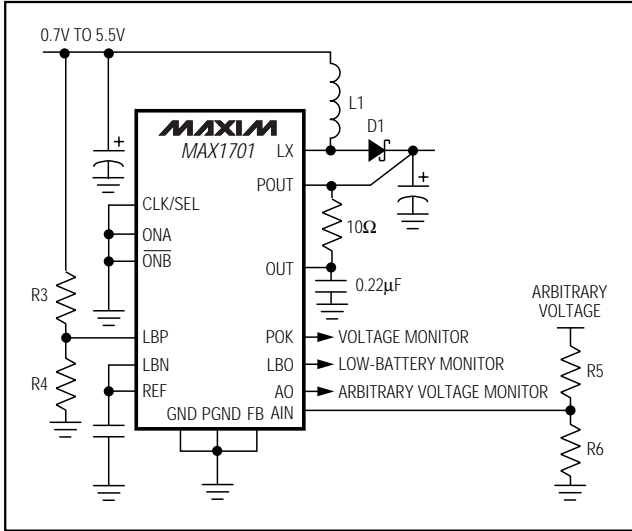 0.7V TO 5.5V
L1
D1
MAXIM
MAX1701
LX
POUT
CLK/SEL
ONA
ONB
10Ω
OUT
0.22µF
ARBITRARY
VOLTAGE
R3
LBP
POK
VOLTAGE MONITOR
R5
LBN
LBO
LOW-BATTERY MONITOR
R4
REF
AO
ARBITRARY VOLTAGE MONITOR
GND PGND FB AIN
R6